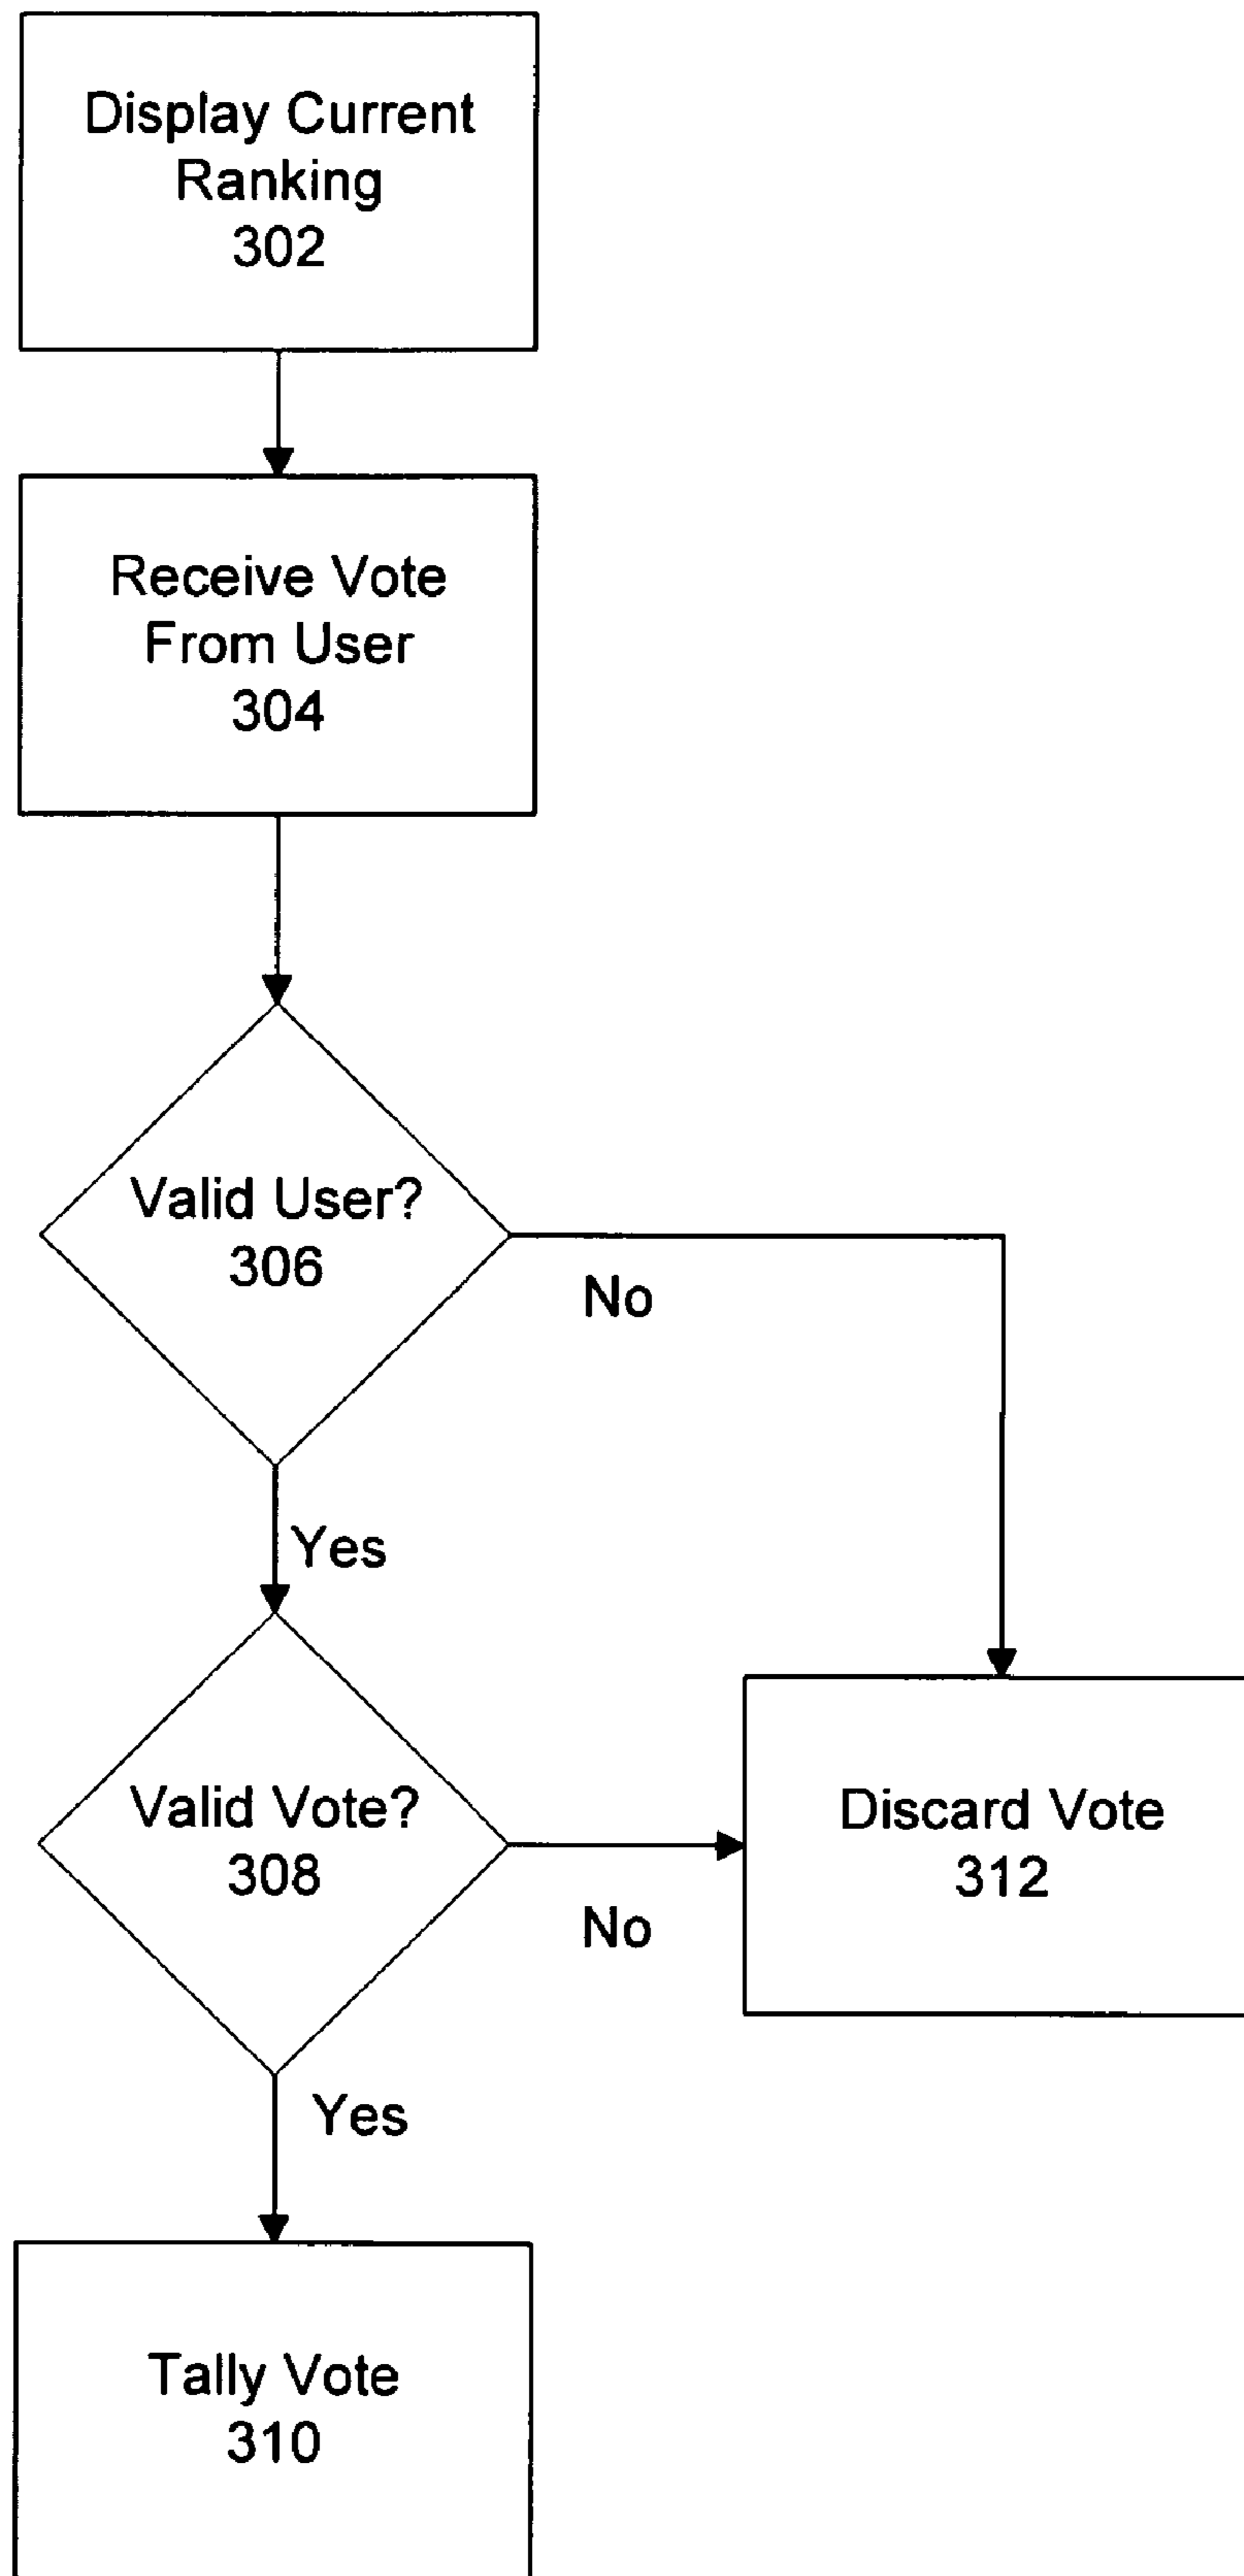 Display Current
Ranking
302
Receive Vote
From User
304
Valid User?
306
No
Yes
Valid Vote?
308
No
Discard Vote
312
Yes
Tally Vote
310